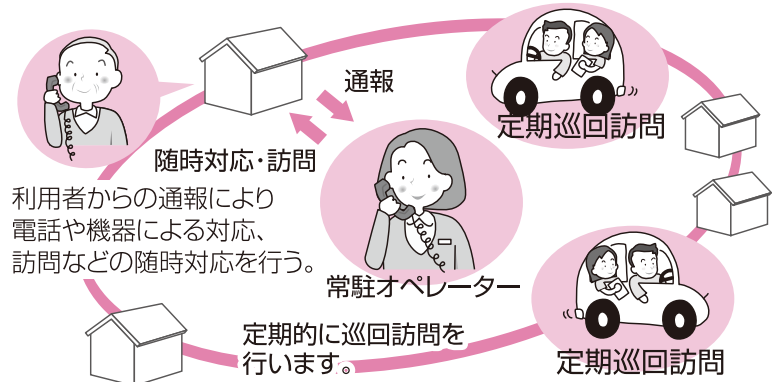 通報
定期巡回訪問
随時対応・訪問
利用者からの通報により
電話や機器による対応、
訪問などの随時対応を行う。
常駐オペレーター
定期的に巡回訪問を
行います。
定期巡回訪問